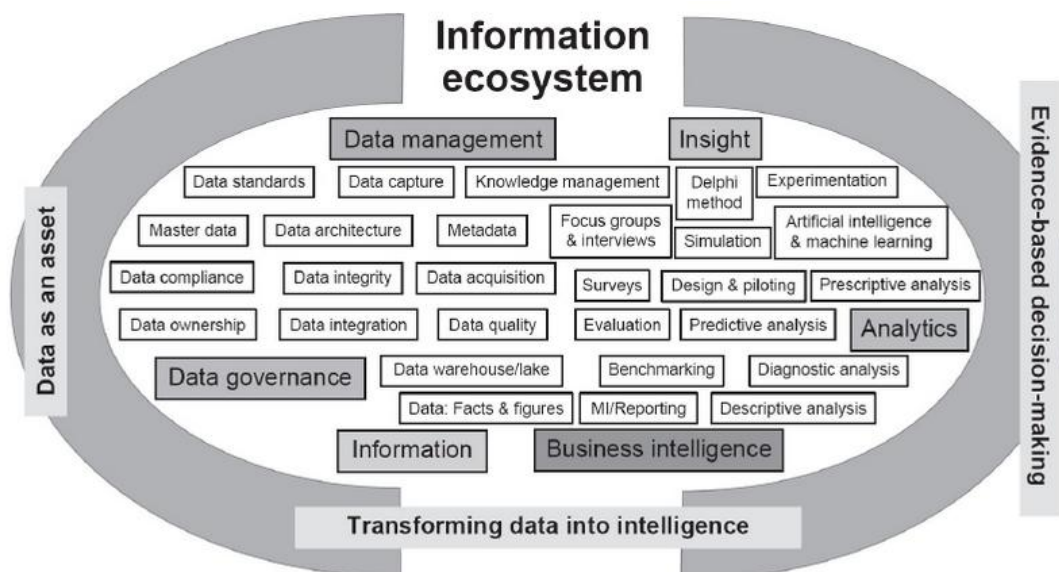 Information
ecosystem
Data management
Insight
Data standards
Data capture
Knowledge management
Delphi
method
Experimentation
Master data
Data architecture
Metadata
Focus groups
& interviews
Simulation
Artificial intelligence
& machine learning
Data compliance
Data integrity
Data acquisition
Surveys
Design & piloting
Prescriptive analysis
Data ownership
Data integration
Data quality
Evaluation
Predictive analysis
Analytics
Data governance
Data warehouse/lake
Benchmarking
Diagnostic analysis
Data: Facts & figures
MI/Reporting
Descriptive analysis
Information
Business intelligence
Data as an asset
Transforming data into intelligence
Evidence-based decision-making